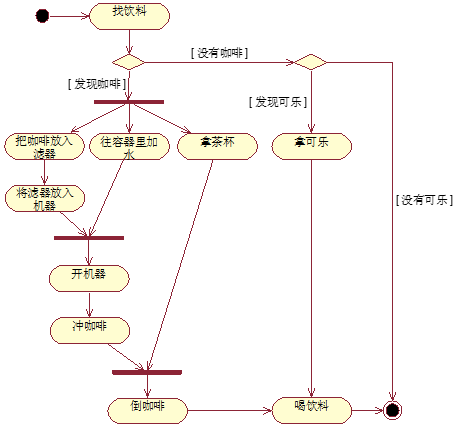 找饮料
[ 没有咖啡 ]
[ 发现咖啡 ]
[ 发现可乐 ]
把咖啡放入
滤器
往容器里加
水
拿茶杯
拿可乐
将滤器放入
机器
[ 没有可乐 ]
开机器
冲咖啡
倒咖啡
喝饮料